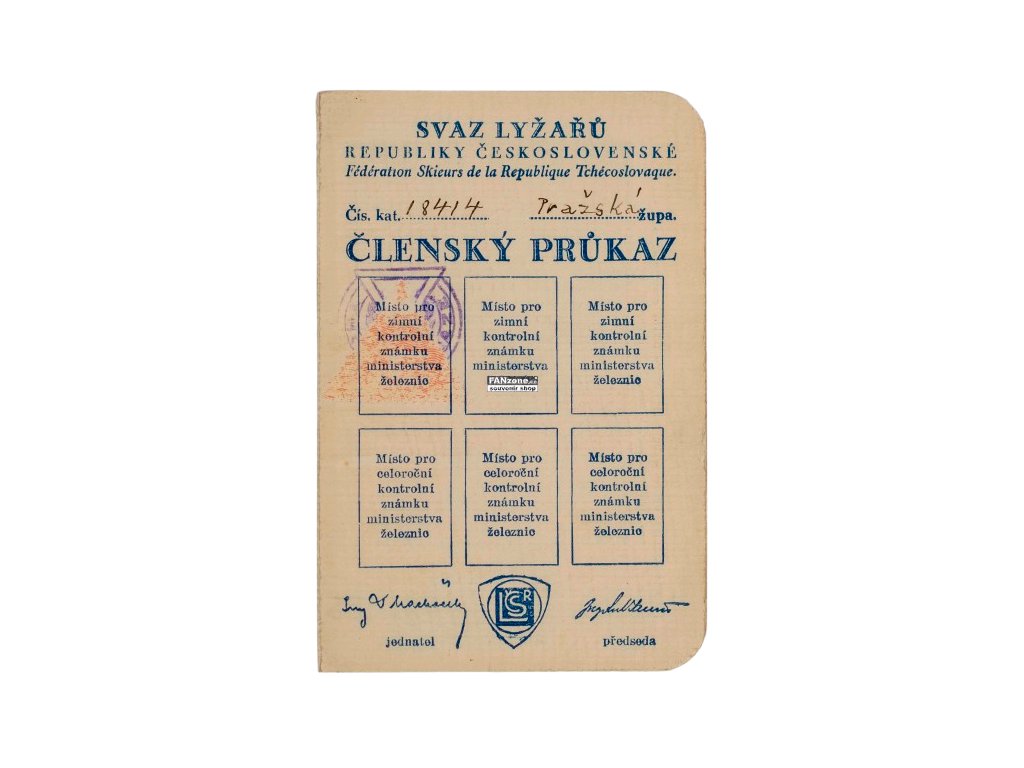 SVAZ LYŽAŘŮ
REPUBLIKY ČESKOSLOVENSKÉ
Fédération Skieurs de la Republique Tchécoslovaque.
Čís. kat. 18414 Pražská župa.
ČLENSKÝ PRŮKAZ
Místo pro
zimní
kontrolní
známku
ministerstva
železnic
Místo pro
zimní
kontrolní
známku
ministerstva
FANzone.cz
souvenir shop
Místo pro
zimní
kontrolní
známku
ministerstva
železnic
Místo pro
celoroční
kontrolní
známku
ministerstva
železnic
Místo pro
celoroční
kontrolní
známku
ministerstva
železnic
Místo pro
celoroční
kontrolní
známku
ministerstva
železnic
Ing
jednatel
předseda